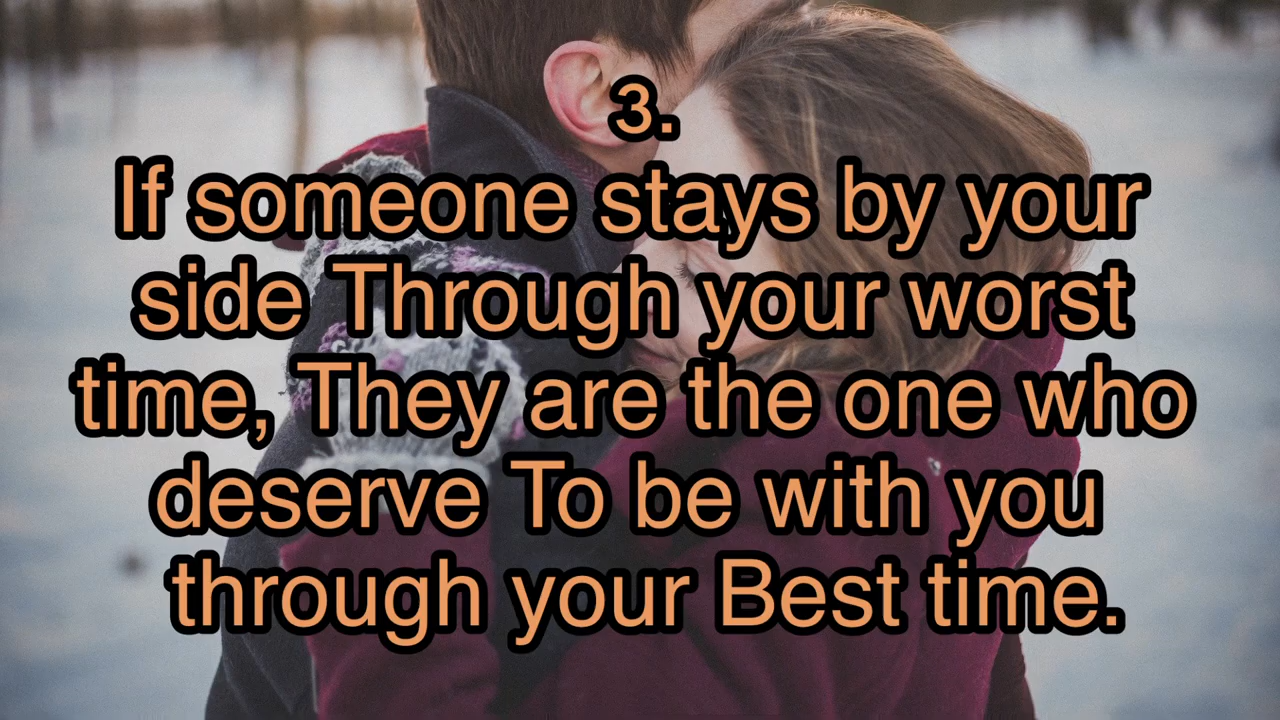 3.
If someone stays by your
side Through your worst
time, They are the one who
deserve To be with you
through your Best time.